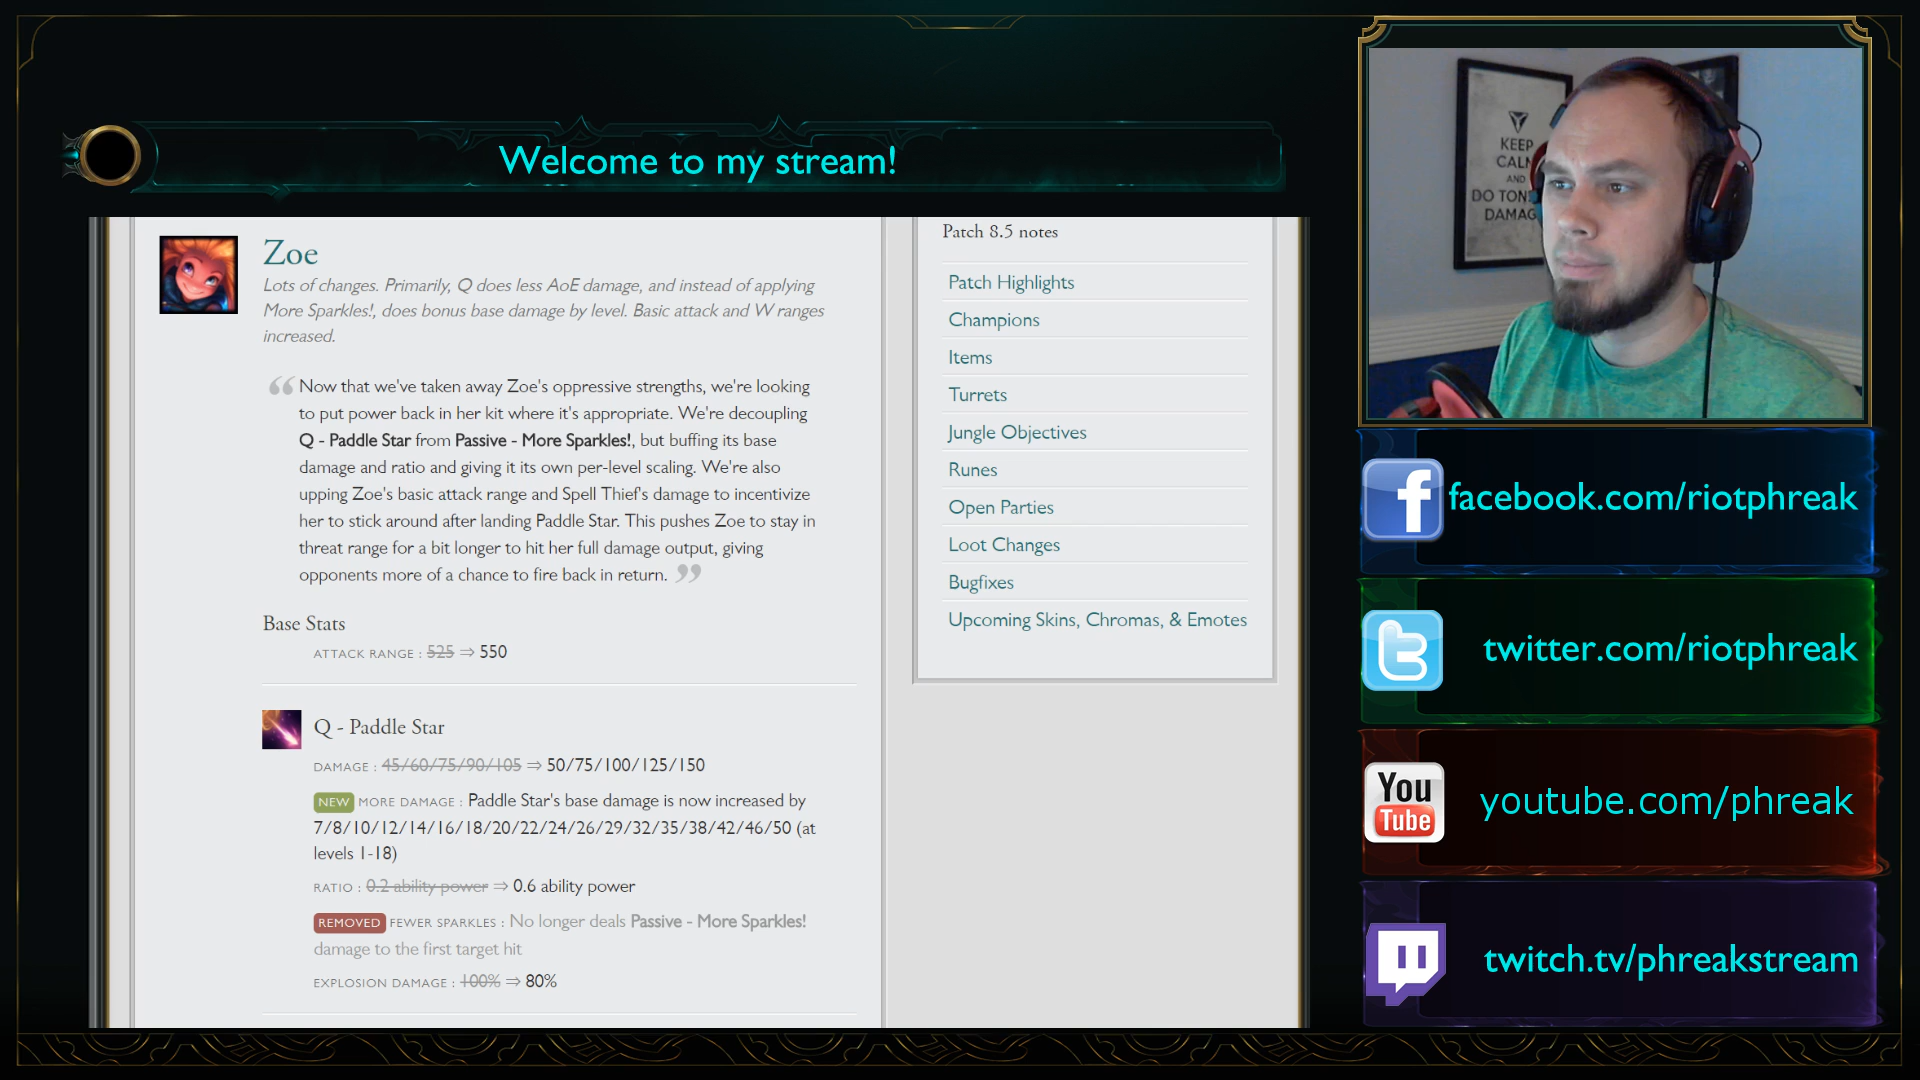 Welcome to my stream!
Zoe
Lots of changes. Primarily, Q does less AoE damage, and instead of applying
More Sparkles!, does bonus base damage by level. Basic attack and W ranges
increased.
“ Now that we've taken away Zoe's oppressive strengths, we're looking
to put power back in her kit where it's appropriate. We're decoupling
Q - Paddle Star from Passive - More Sparkles!, but buffing its base
damage and ratio and giving it its own per-level scaling. We're also
upping Zoe's basic attack range and Spell Thief's damage to incentivize
her to stick around after landing Paddle Star. This pushes Zoe to stay in
threat range for a bit longer to hit her full damage output, giving
opponents more of a chance to fire back in return. ”
Base Stats
ATTACK RANGE : 525 ⇒ 550
Q - Paddle Star
DAMAGE : 45/60/75/90/105 ⇒ 50/75/100/125/150
NEW MORE DAMAGE : Paddle Star's base damage is now increased by
7/8/10/12/14/16/18/20/22/24/26/29/32/35/38/42/46/50 (at
levels 1-18)
RATIO : 0.2 ability power ⇒ 0.6 ability power
REMOVED FEWER SPARKLES : No longer deals Passive - More Sparkles!
damage to the first target hit
EXPLOSION DAMAGE : 100% ⇒ 80%
Patch 8.5 notes
Patch Highlights
Champions
Items
Turrets
Jungle Objectives
Runes
Open Parties
Loot Changes
Bugfixes
Upcoming Skins, Chromas, & Emotes
KEEP
CALM
AND
DO TONS
DAMAG
facebook.com/riotphreak
twitter.com/riotphreak
You
Tube
youtube.com/phreak
twitch.tv/phreakstream